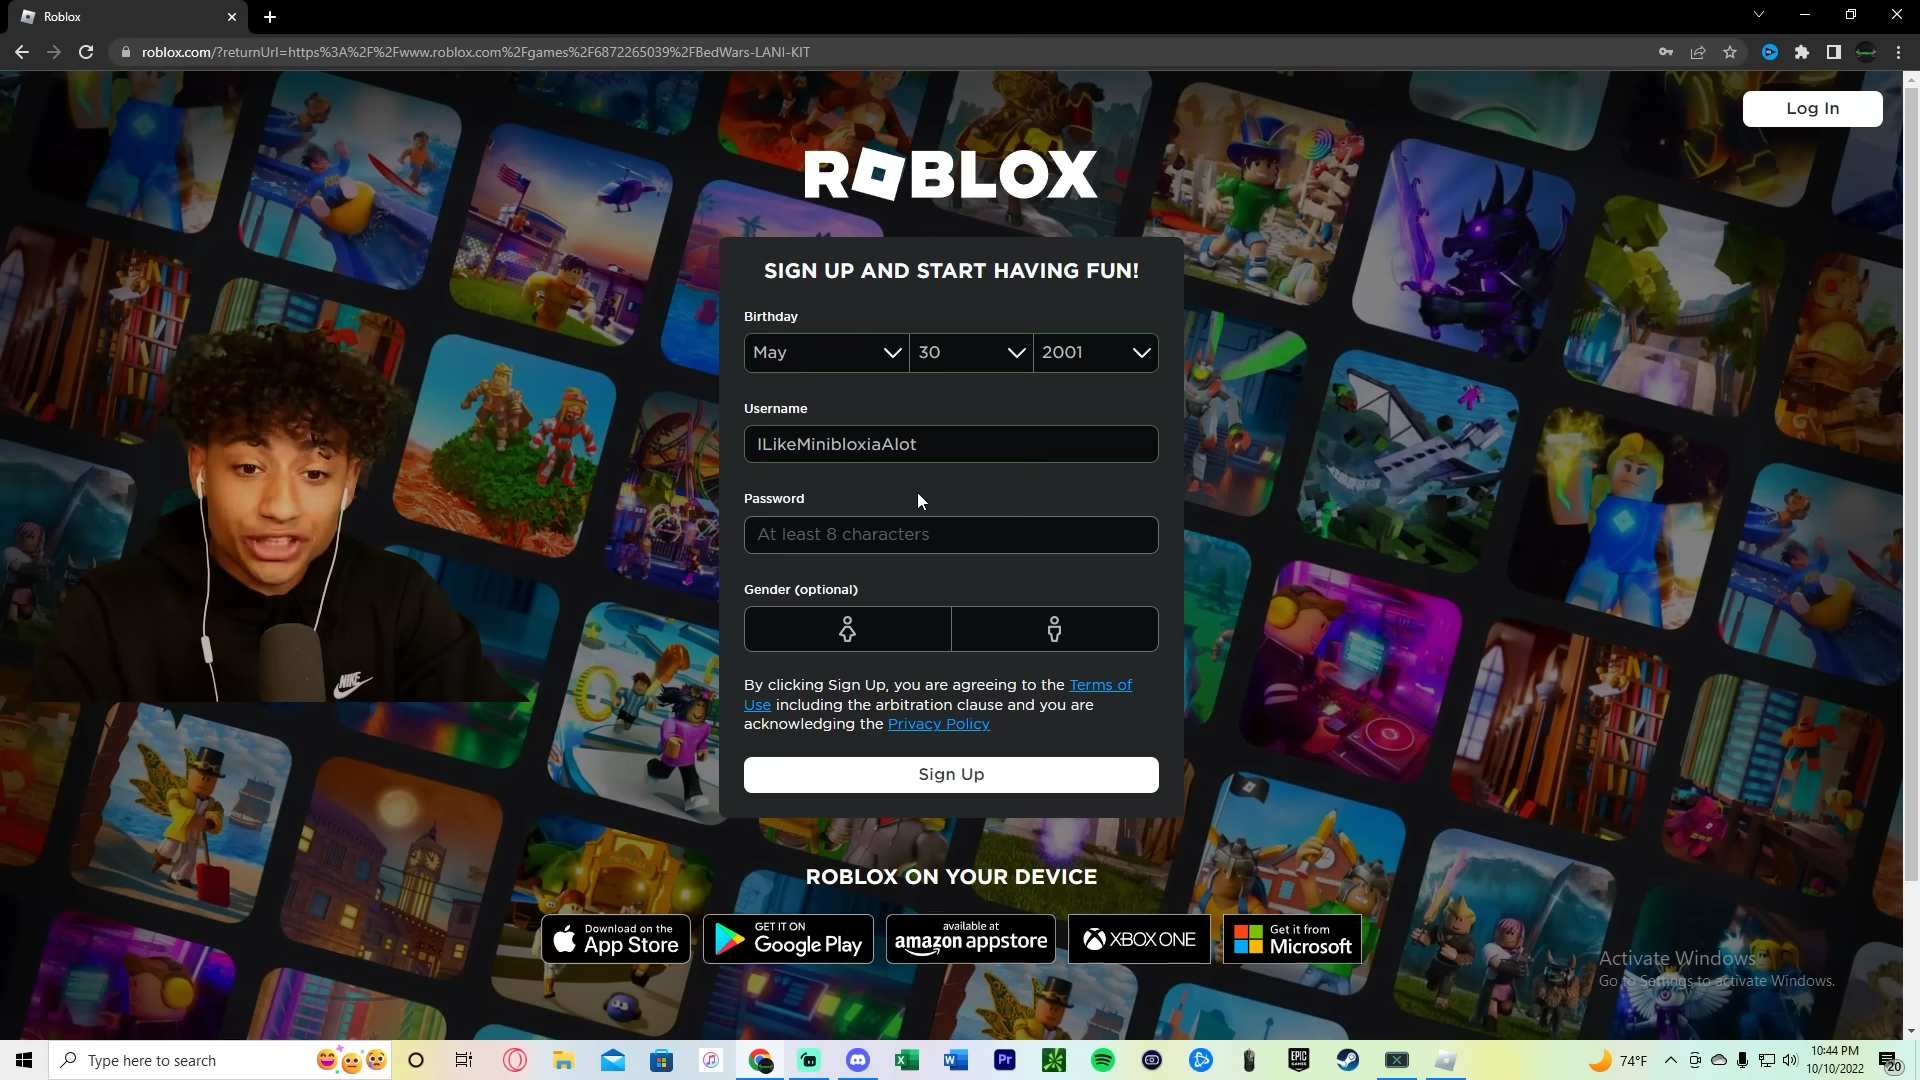 Roblox
roblox.com/?returnUrl=https%3A%2F%2Fwww.roblox.com%2Fgames%2F6872265039%2FBedWars-LANI-KIT
Log In
ROBLOX
SIGN UP AND START HAVING FUN!
Birthday
May 30 2001
Username
ILikeMinibloxiaAlot
Password
At least 8 characters
Gender (optional)
By clicking Sign Up, you are agreeing to the Terms of
Use including the arbitration clause and you are
acknowledging the Privacy Policy
Sign Up
ROBLOX ON YOUR DEVICE
Download on the
App Store
GET IT ON
Google Play
available at
amazon appstore
XBOX ONE
Get it from
Microsoft
Activate Windows
Go to Settings to activate Windows.
NIKE
Type here to search
Pr
EPIC
GAMES
74°F
10:44 PM
10/10/2022
20